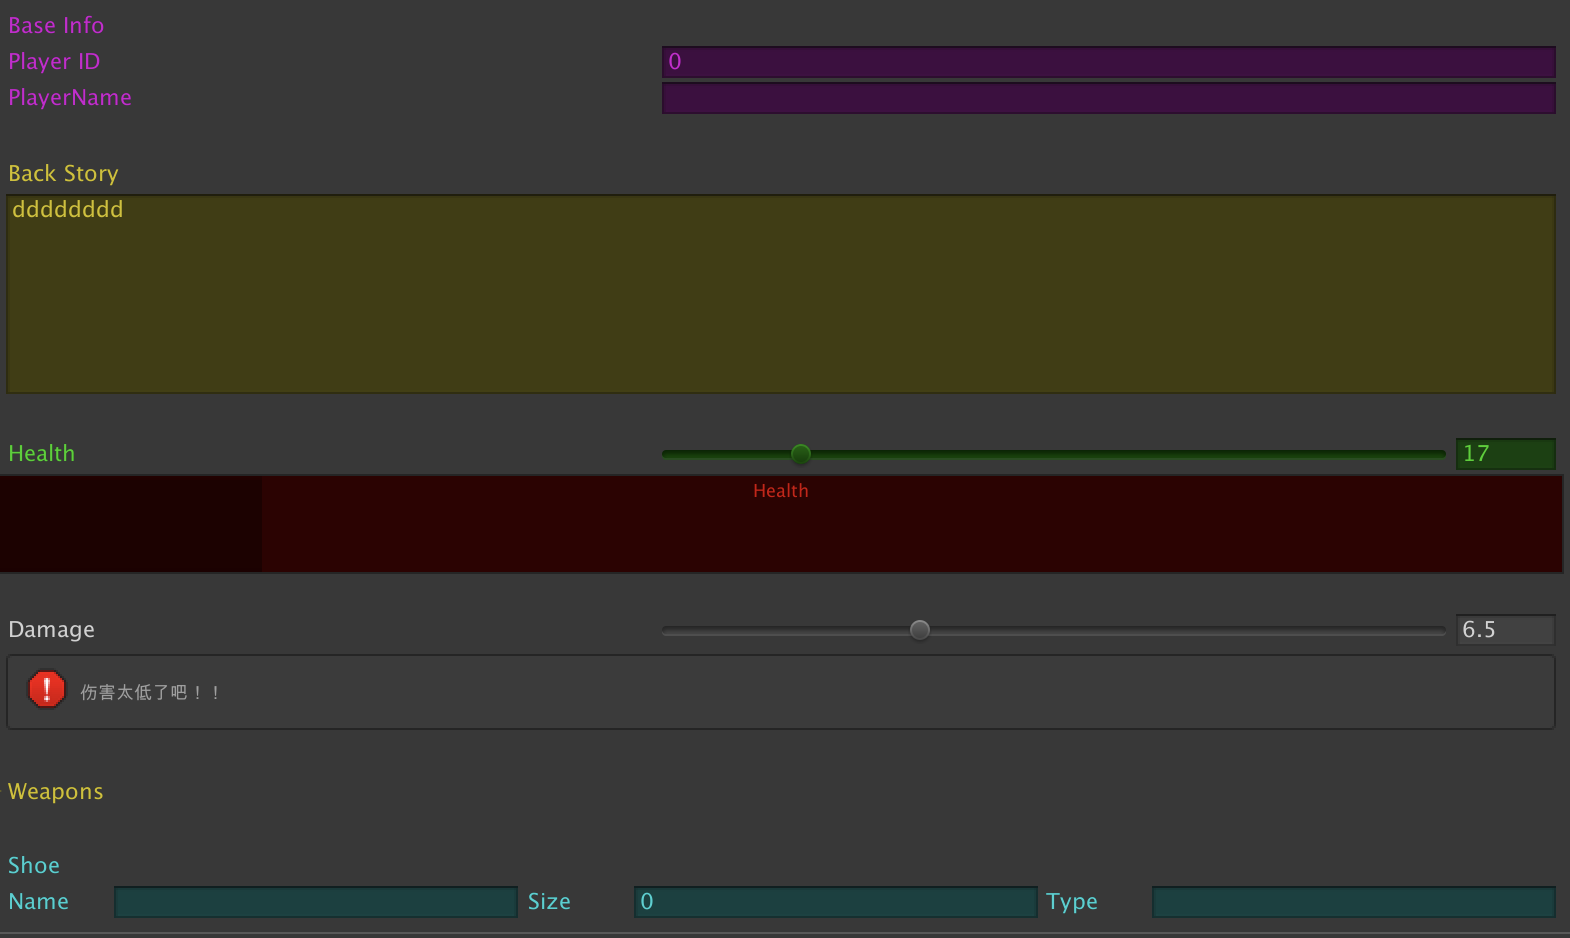 Base Info
Player ID 0
PlayerName
Back Story
dddddddd
Health 17
Health
Damage 6.5
伤害太低了吧！！
Weapons
Shoe
Name Size 0 Type